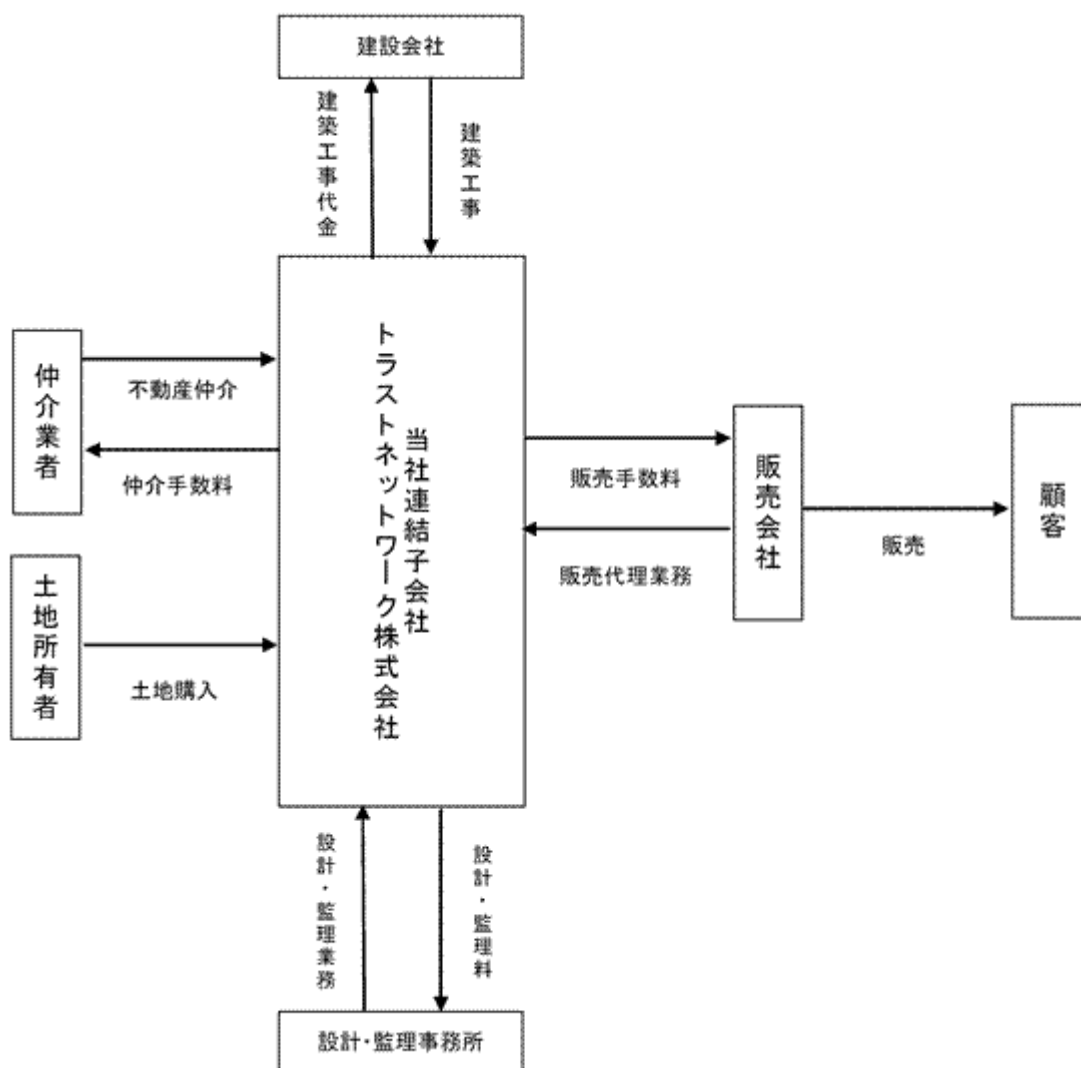 建設会社
建築工事代金
建築工事
仲介業者
不動産仲介
仲介手数料
土地所有者
土地購入
当社連結子会社
トラストネットワーク株式会社
販売手数料
販売代理業務
販売会社
販売
顧客
設計・監理業務
設計・監理料
設計・監理事務所